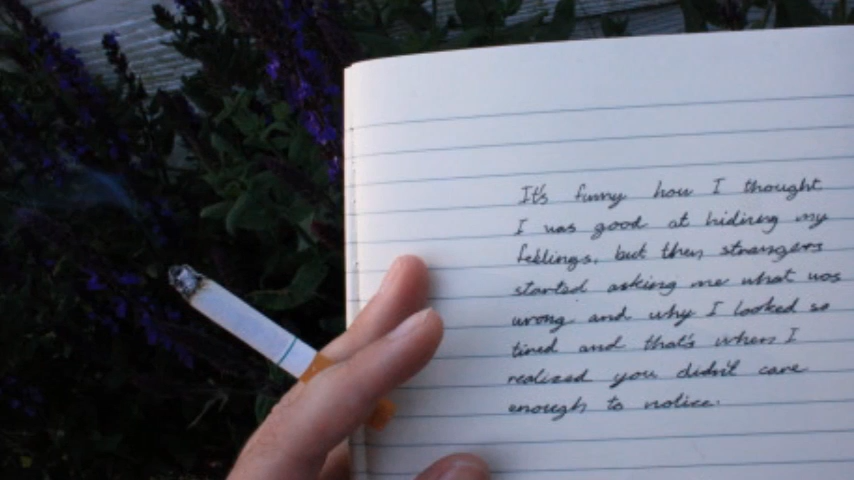 It's funny how I thought
I was good at hiding my
feelings, but then strangers
started asking me what was
wrong and why I looked so
tired and that's when I
realized you didn't care
enough to notice.